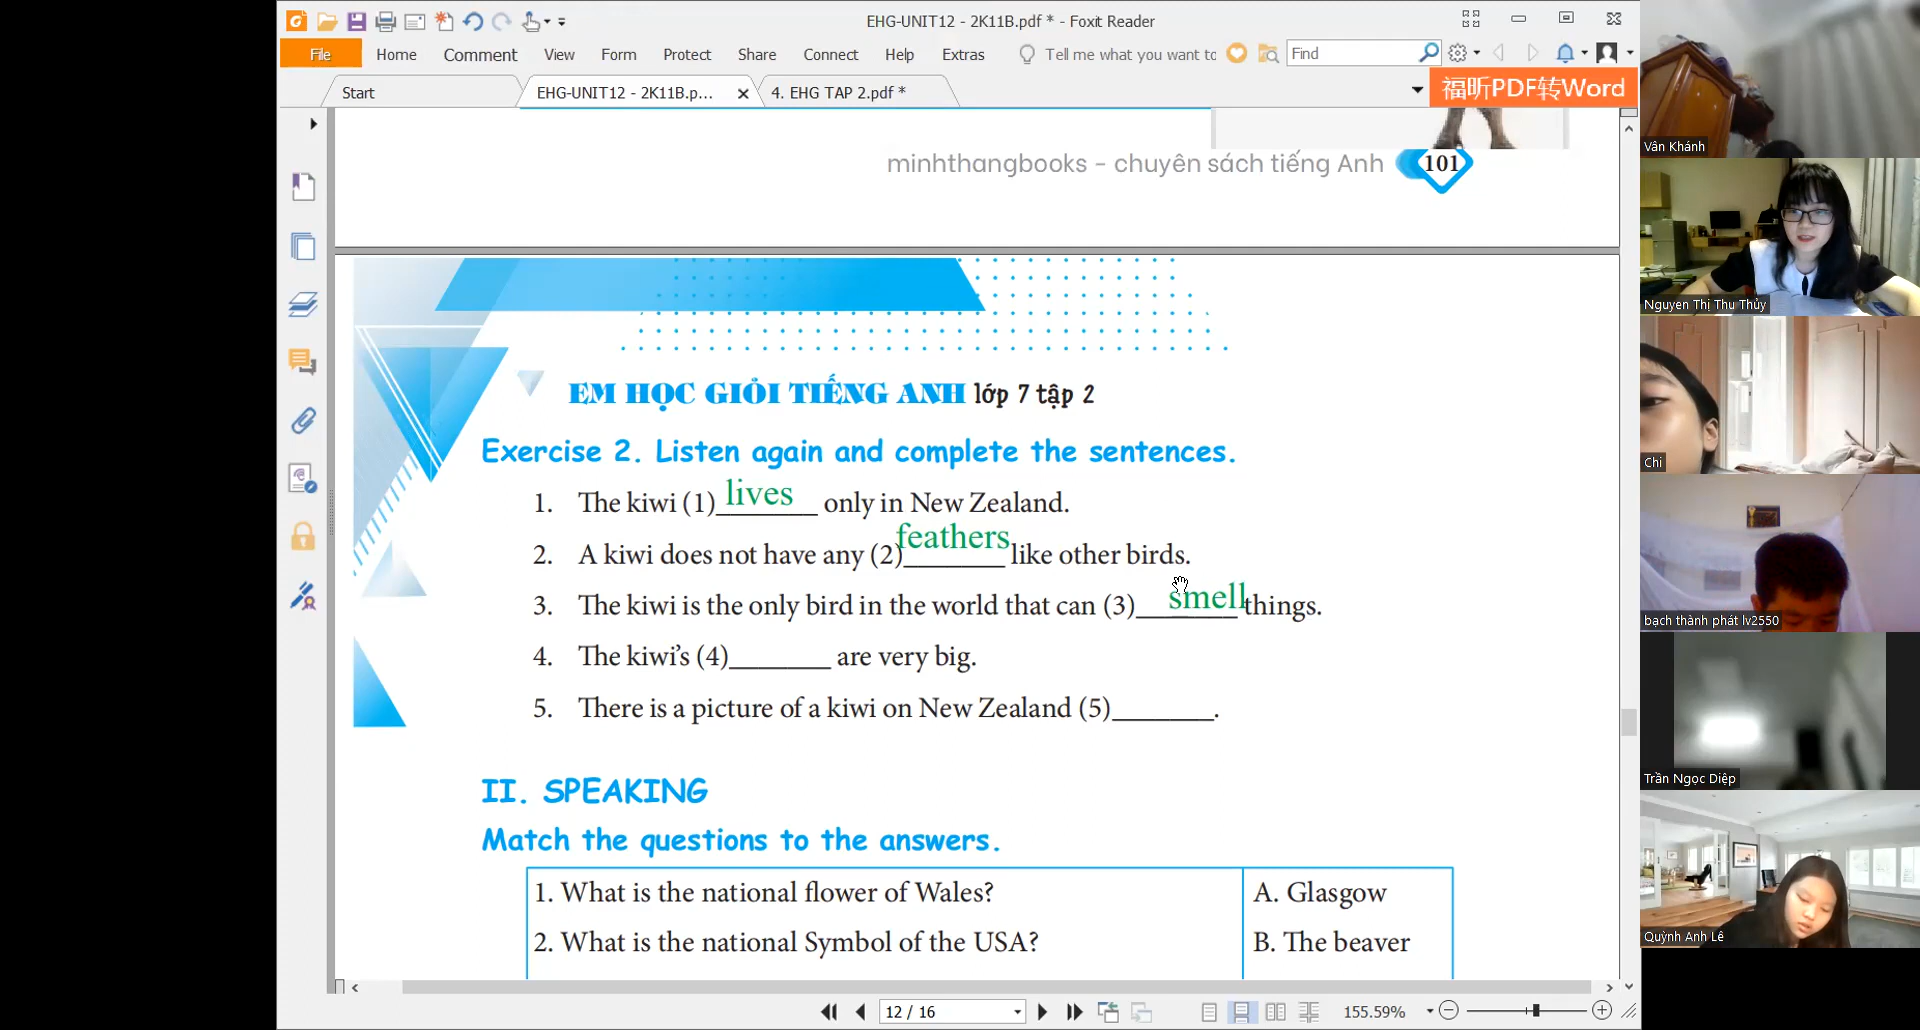 EHG-UNIT12 - 2K11B.pdf * - Foxit Reader
File Home Comment View Form Protect Share Connect Help Extras Tell me what you want to Find
Start EHG-UNIT12 - 2K11B.p... 4. EHG TAP 2.pdf *
福昕PDF转Word
minhthangbooks - chuyên sách tiếng Anh 101
EM HỌC GIỎI TIẾNG ANH lớp 7 tập 2
Exercise 2. Listen again and complete the sentences.
1. The kiwi (1) lives only in New Zealand.
2. A kiwi does not have any (2) feathers like other birds.
3. The kiwi is the only bird in the world that can (3) smell things.
4. The kiwi's (4)_______ are very big.
5. There is a picture of a kiwi on New Zealand (5)_______.
II. SPEAKING
Match the questions to the answers.
1. What is the national flower of Wales? A. Glasgow
2. What is the national Symbol of the USA? B. The beaver
12 / 16 155.59%
Vân Khánh
Nguyen Thị Thu Thủy
Chi
bạch thành phát lv2550
Trần Ngọc Diệp
Quỳnh Anh Lê